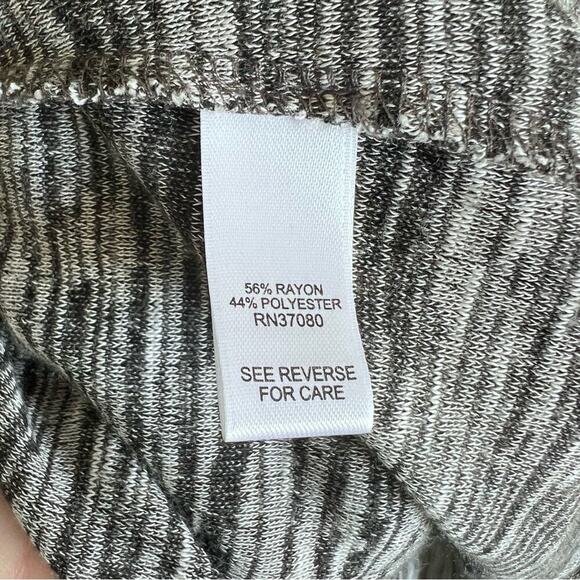 56% RAYON
44% POLYESTER
RN37080
SEE REVERSE
FOR CARE